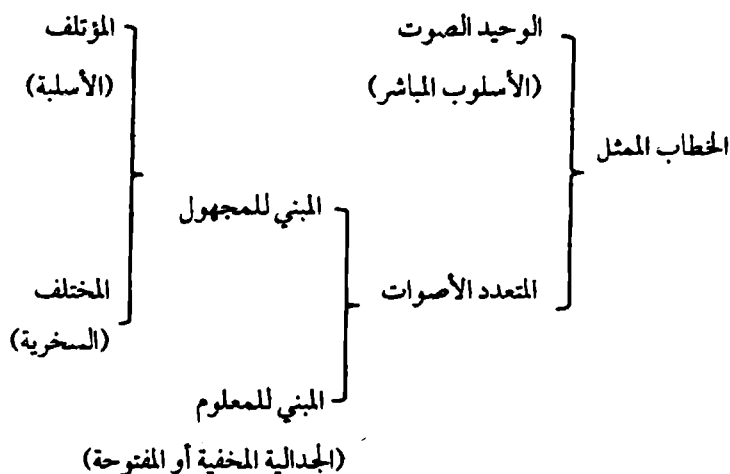 الخطاب الممثل
الوحيد الصوت
(الأسلوب المباشر)
المتعدد الأصوات
المبني للمجهول
المؤتلف
(الأسلبة)
المختلف
(السخرية)
المبني للمعلوم
(الجدالية المخفية أو المفتوحة)